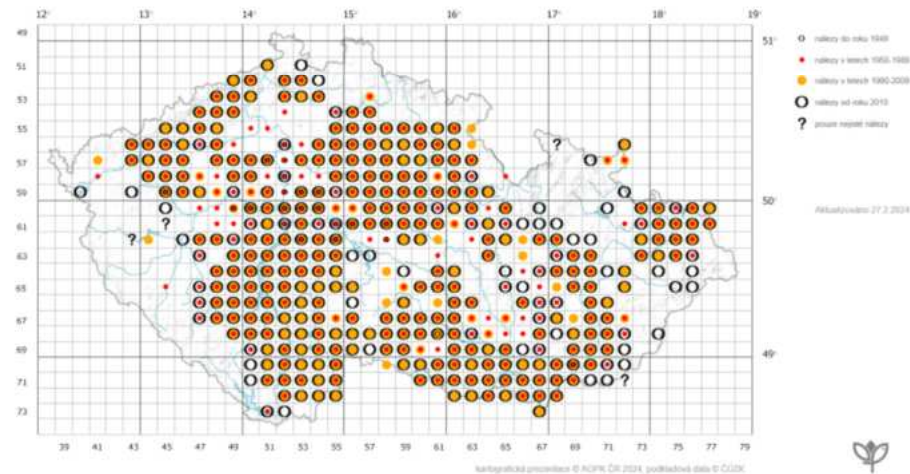 12° 13° 14° 15° 16° 17° 18° 19°
49
51
53
55
57
59
61
63
65
67
69
71
73
51°
50°
49°
39 41 43 45 47 49 51 53 55 57 59 61 63 65 67 69 71 73 75 77 79
nálezy do roku 1949
nálezy v letech 1950-1989
nálezy v letech 1990-2009
nálezy od roku 2010
? pouze nejisté nálezy
Aktualizováno 27.2.2024
? ? ? ?
kartografická prezentace © AOPK ČR 2024, podkladová data © ČÚZK